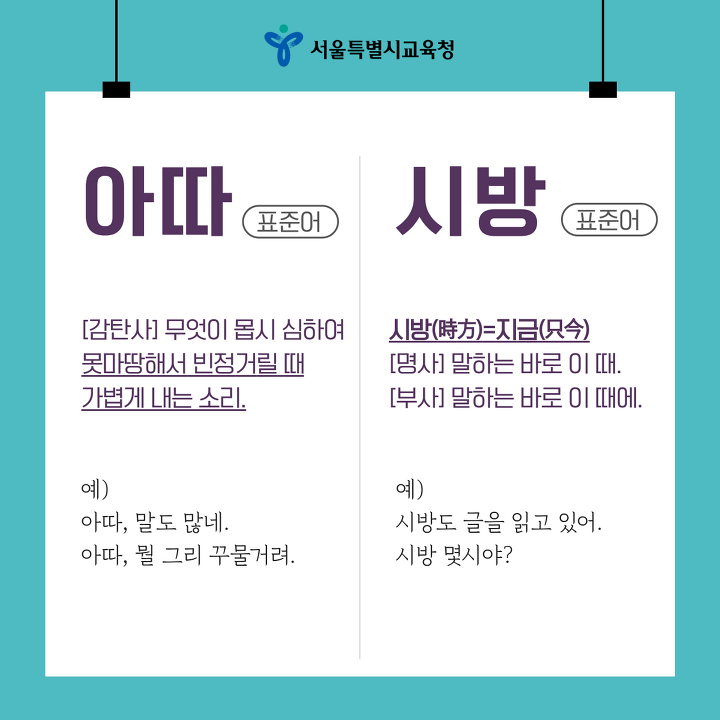 서울특별시교육청
아따 표준어
[감탄사] 무엇이 몹시 심하여
못마땅해서 빈정거릴 때
가볍게 내는 소리.
예)
아따, 말도 많네.
아따, 뭘 그리 꾸물거려.
시방 표준어
시방(時方)=지금(只今)
[명사] 말하는 바로 이 때.
[부사] 말하는 바로 이 때에.
예)
시방도 글을 읽고 있어.
시방 몇시야?